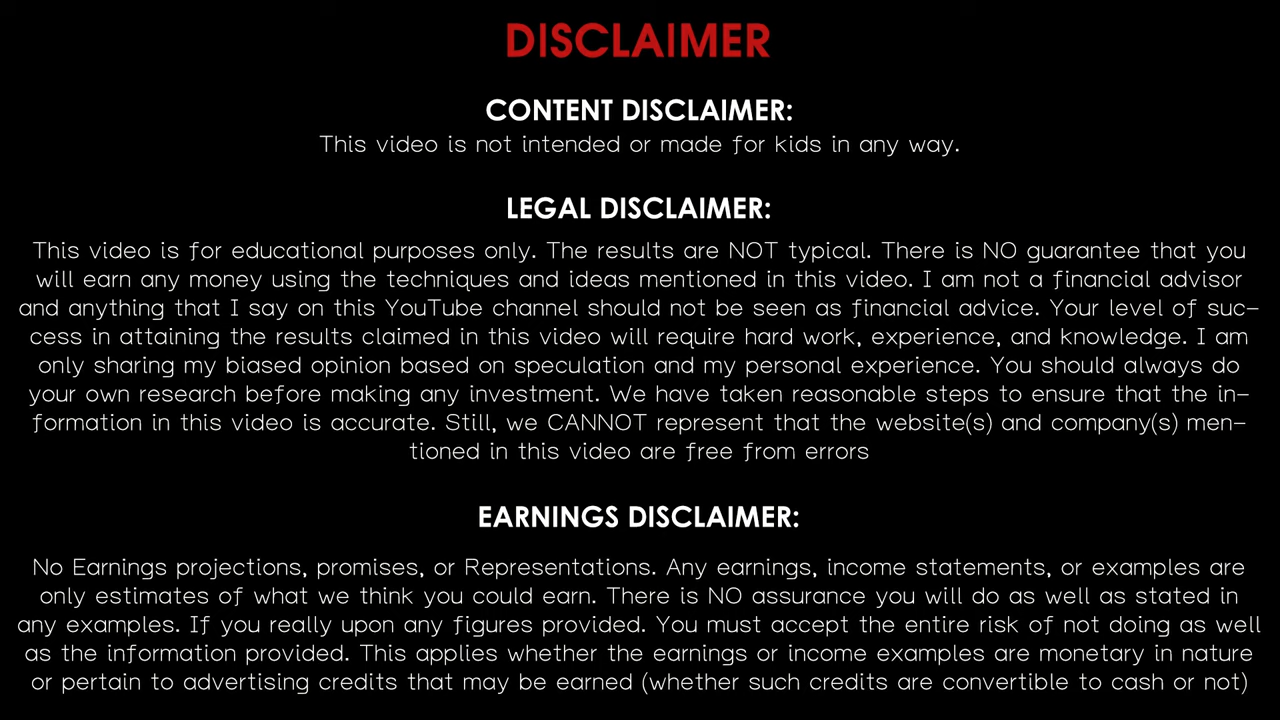 DISCLAIMER
CONTENT DISCLAIMER:
This video is not intended or made for kids in any way.
LEGAL DISCLAIMER:
This video is for educational purposes only. The results are NOT typical. There is NO guarantee that you
will earn any money using the techniques and ideas mentioned in this video. I am not a financial advisor
and anything that I say on this YouTube channel should not be seen as financial advice. Your level of suc-
cess in attaining the results claimed in this video will require hard work, experience, and knowledge. I am
only sharing my biased opinion based on speculation and my personal experience. You should always do
your own research before making any investment. We have taken reasonable steps to ensure that the in-
formation in this video is accurate. Still, we CANNOT represent that the website(s) and company(s) men-
tioned in this video are free from errors
EARNINGS DISCLAIMER:
No Earnings projections, promises, or Representations. Any earnings, income statements, or examples are
only estimates of what we think you could earn. There is NO assurance you will do as well as stated in
any examples. If you really upon any figures provided. You must accept the entire risk of not doing as well
as the information provided. This applies whether the earnings or income examples are monetary in nature
or pertain to advertising credits that may be earned (whether such credits are convertible to cash or not)